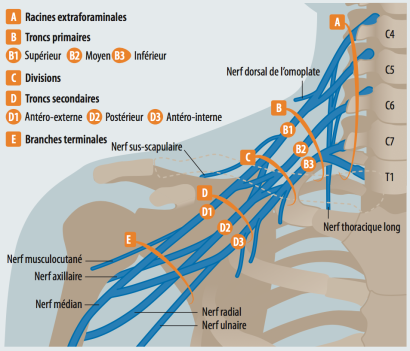 A Racines extraforaminales
B Troncs primaires
B1 Supérieur B2 Moyen B3 Inférieur
C Divisions
D Troncs secondaires
D1 Antéro-externe D2 Postérieur D3 Antéro-interne
E Branches terminales
A
C4
Nerf dorsal de l'omoplate
C5
B
C6
B1
Nerf sus-scapulaire
B2
C7
C
B3
T1
D
D1
D2
Nerf thoracique long
E
D3
Nerf musculocutané
Nerf axillaire
Nerf médian
Nerf radial
Nerf ulnaire